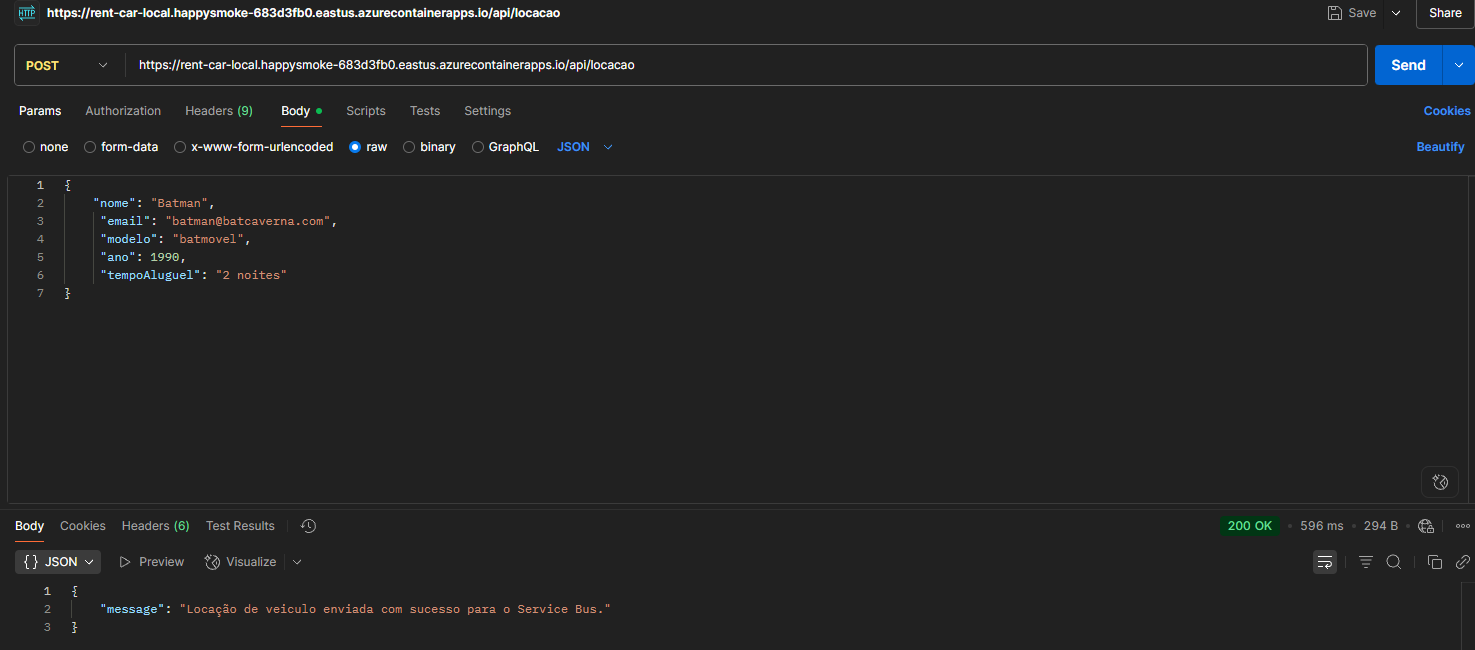 HTTP https://rent-car-local.happysmoke-683d3fb0.eastus.azurecontainerapps.io/api/locacao Save Share
POST https://rent-car-local.happysmoke-683d3fb0.eastus.azurecontainerapps.io/api/locacao Send
Params Authorization Headers (9) Body Scripts Tests Settings Cookies
none form-data x-www-form-urlencoded raw binary GraphQL JSON Beautify
1 {
2 "nome": "Batman",
3 "email": "batman@batcaverna.com",
4 "modelo": "batmovel",
5 "ano": 1990,
6 "tempoAluguel": "2 noites"
7 }
Body Cookies Headers (6) Test Results 200 OK • 596 ms • 294 B •
{} JSON Preview Visualize
1 {
2 "message": "Locação de veiculo enviada com sucesso para o Service Bus."
3 }